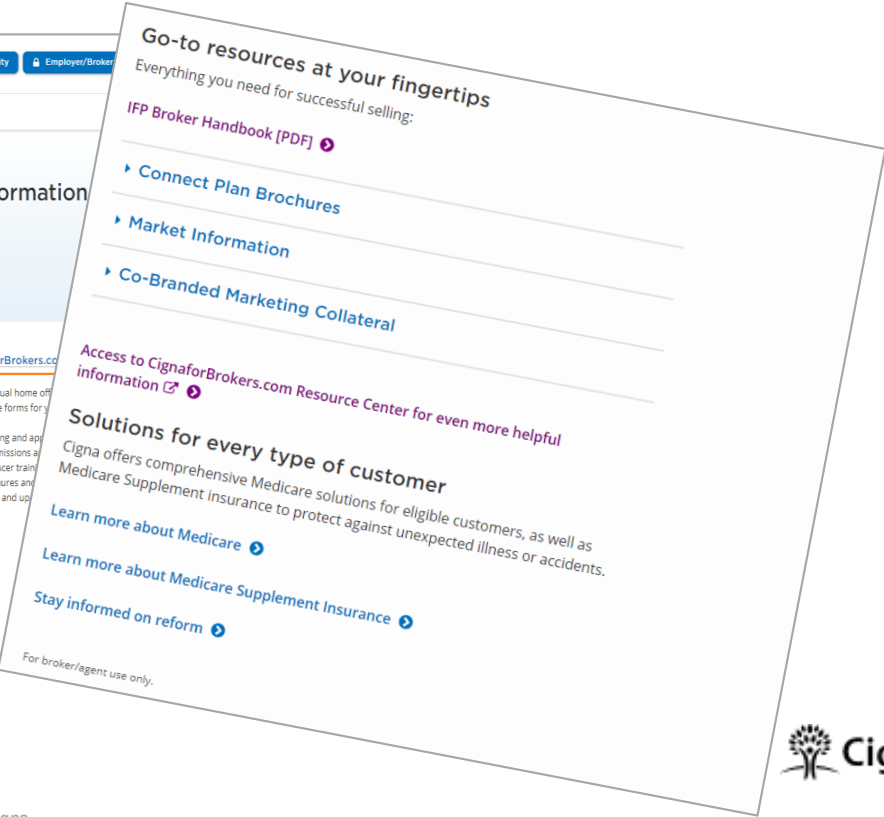 Employer/Broker
Go-to resources at your fingertips
Everything you need for successful selling:
IFP Broker Handbook [PDF]
Connect Plan Brochures
Market Information
Co-Branded Marketing Collateral
Access to CignaforBrokers.com Resource Center for even more helpful
information
Solutions for every type of customer
Cigna offers comprehensive Medicare solutions for eligible customers, as well as
Medicare Supplement insurance to protect against unexpected illness or accidents.
Learn more about Medicare
Learn more about Medicare Supplement Insurance
Stay informed on reform
For broker/agent use only.